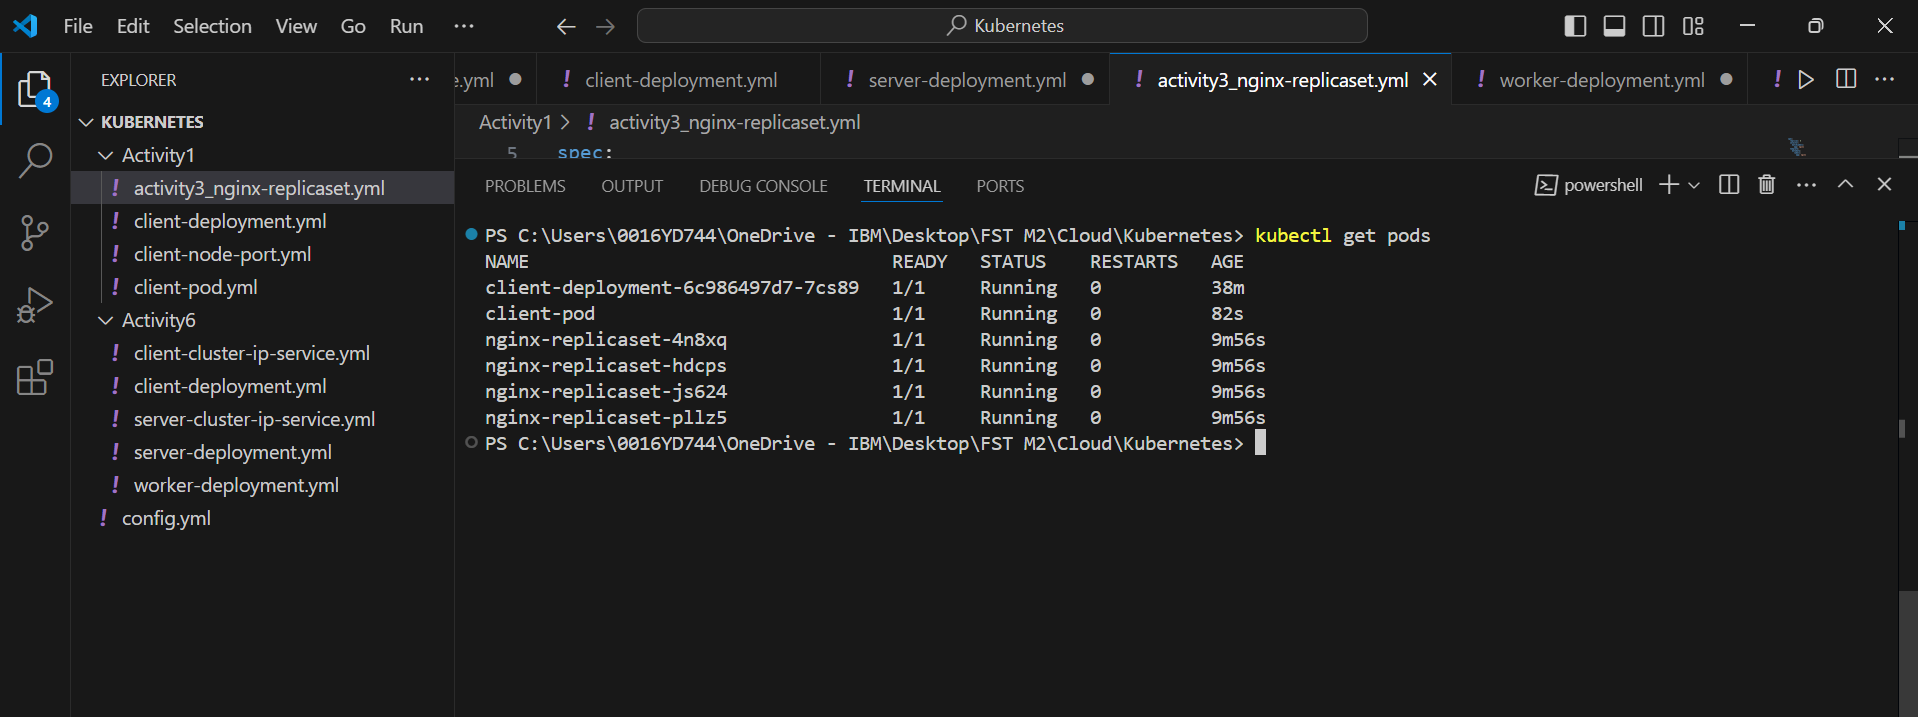 File Edit Selection View Go Run ···
Kubernetes
EXPLORER ···
4
KUBERNETES
Activity1
! activity3_nginx-replicaset.yml
! client-deployment.yml
! client-node-port.yml
! client-pod.yml
Activity6
! client-cluster-ip-service.yml
! client-deployment.yml
! server-cluster-ip-service.yml
! server-deployment.yml
! worker-deployment.yml
! config.yml
e.yml ●
! client-deployment.yml
! server-deployment.yml ●
! activity3_nginx-replicaset.yml
! worker-deployment.yml ●
! ···
Activity1 > ! activity3_nginx-replicaset.yml
5 spec:
PROBLEMS OUTPUT DEBUG CONSOLE TERMINAL PORTS
powershell ···
PS C:\Users\0016YD744\OneDrive - IBM\Desktop\FST M2\Cloud\Kubernetes> kubectl get pods
NAME READY STATUS RESTARTS AGE
client-deployment-6c986497d7-7cs89 1/1 Running 0 38m
client-pod 1/1 Running 0 82s
nginx-replicaset-4n8xq 1/1 Running 0 9m56s
nginx-replicaset-hdcps 1/1 Running 0 9m56s
nginx-replicaset-js624 1/1 Running 0 9m56s
nginx-replicaset-pllz5 1/1 Running 0 9m56s
PS C:\Users\0016YD744\OneDrive - IBM\Desktop\FST M2\Cloud\Kubernetes>